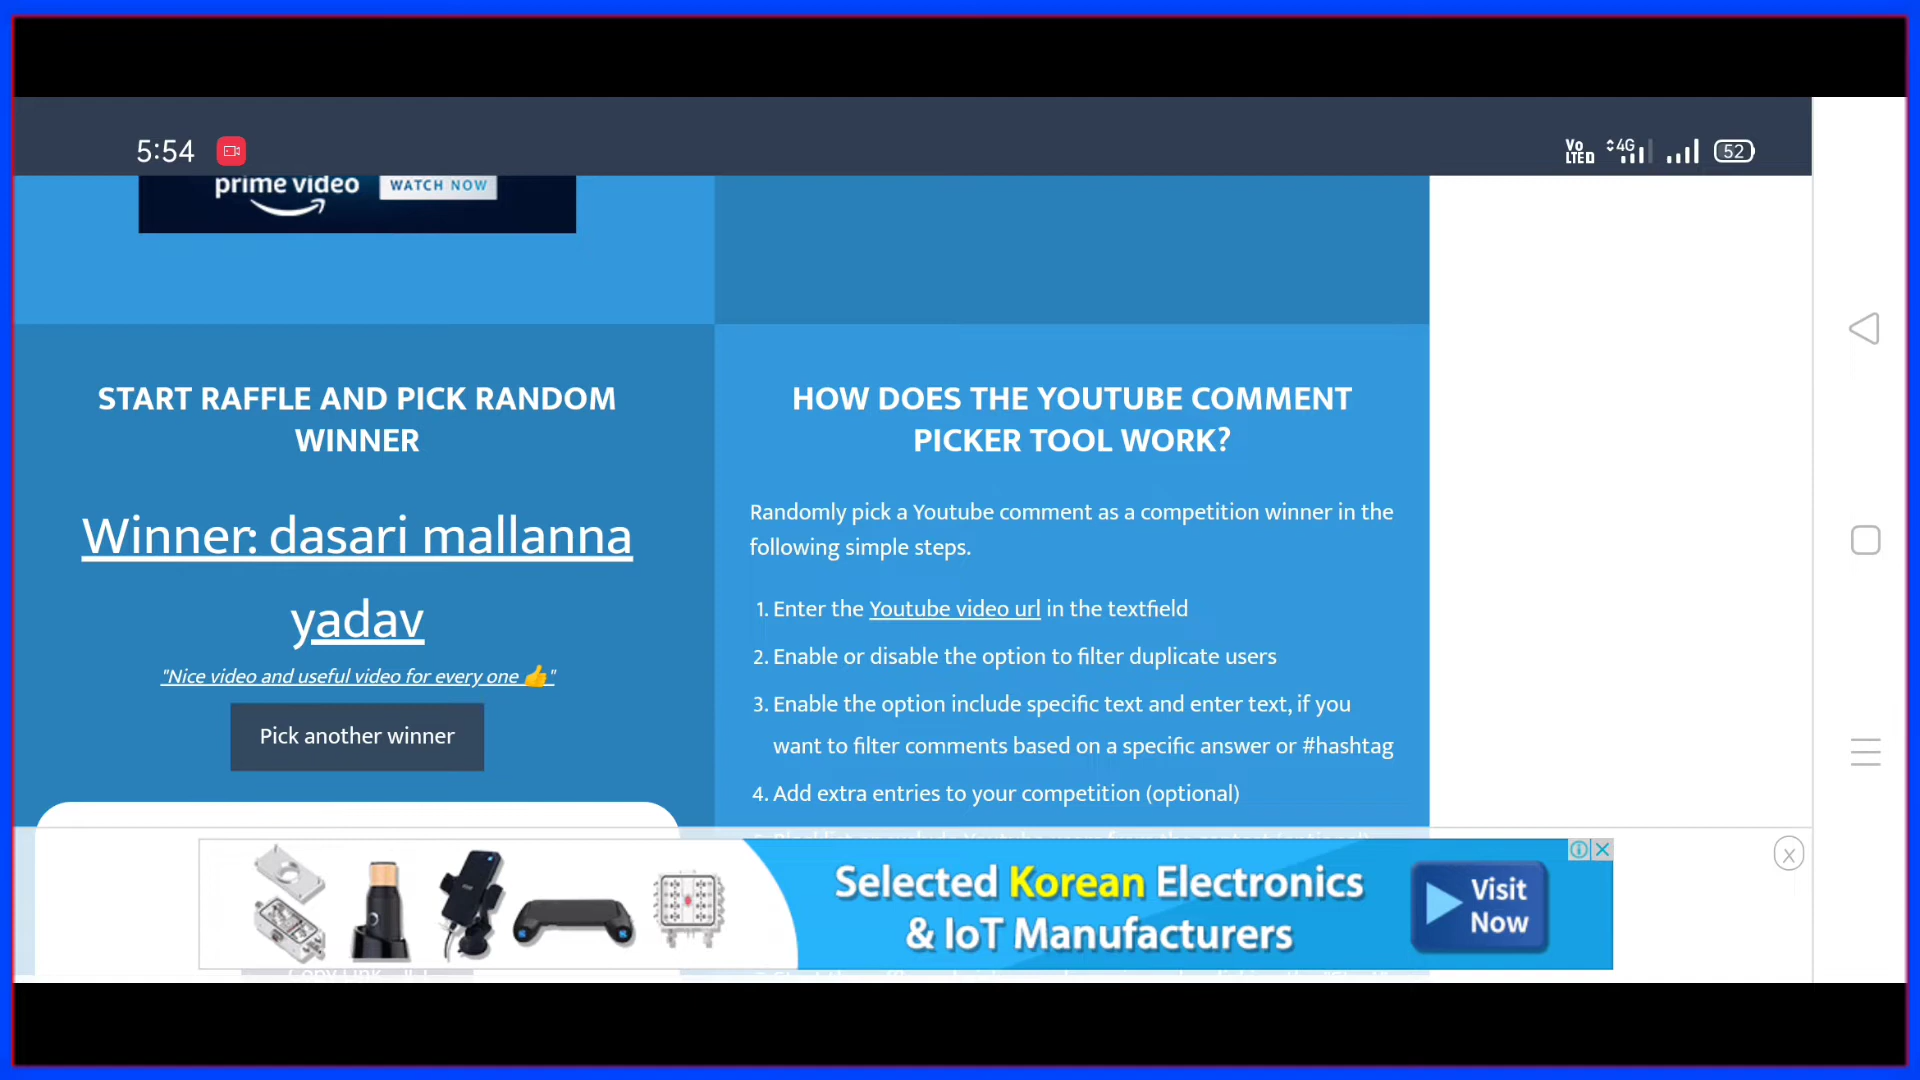 5:54
Vo LTED 4G 52
prime video WATCH NOW
START RAFFLE AND PICK RANDOM
WINNER
Winner: dasari mallanna
yadav
"Nice video and useful video for every one 👍"
Pick another winner
HOW DOES THE YOUTUBE COMMENT
PICKER TOOL WORK?
Randomly pick a Youtube comment as a competition winner in the
following simple steps.
1. Enter the Youtube video url in the textfield
2. Enable or disable the option to filter duplicate users
3. Enable the option include specific text and enter text, if you
want to filter comments based on a specific answer or #hashtag
4. Add extra entries to your competition (optional)
Selected Korean Electronics
& IoT Manufacturers
Visit
Now